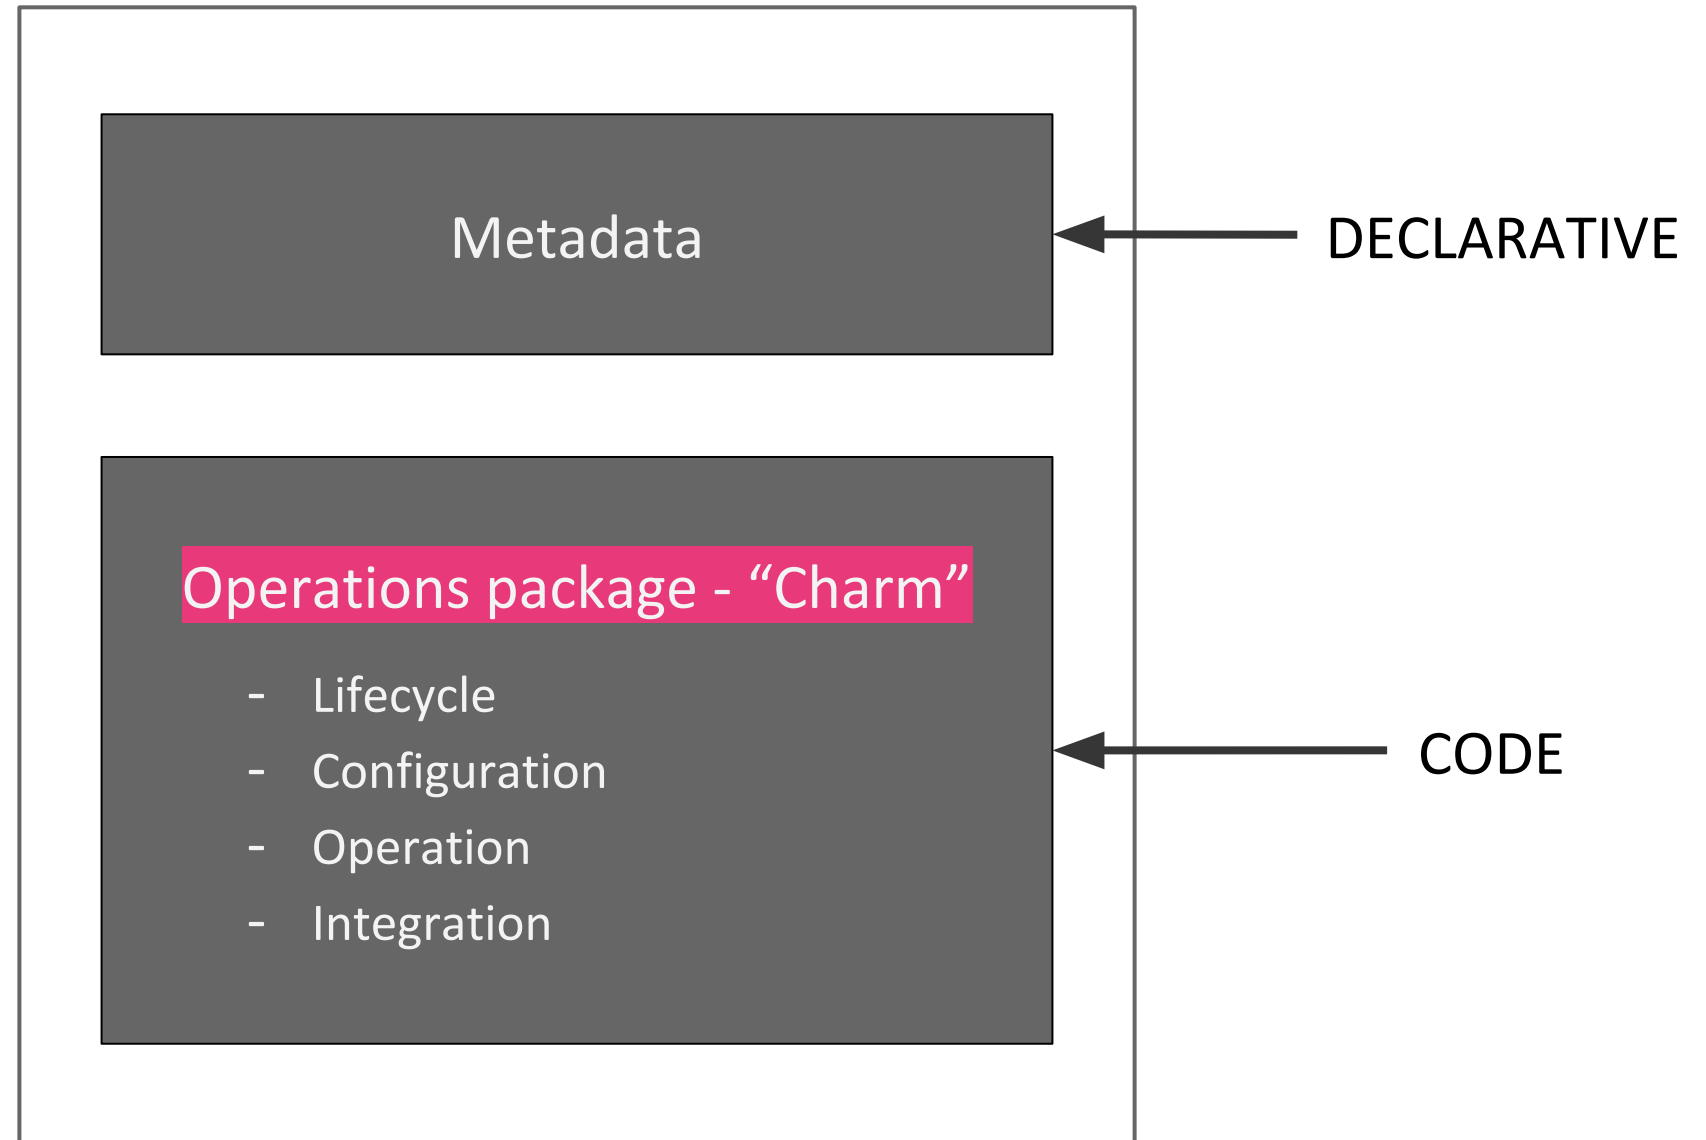 Metadata
DECLARATIVE
Operations package - “Charm”
- Lifecycle
- Configuration
- Operation
- Integration
CODE